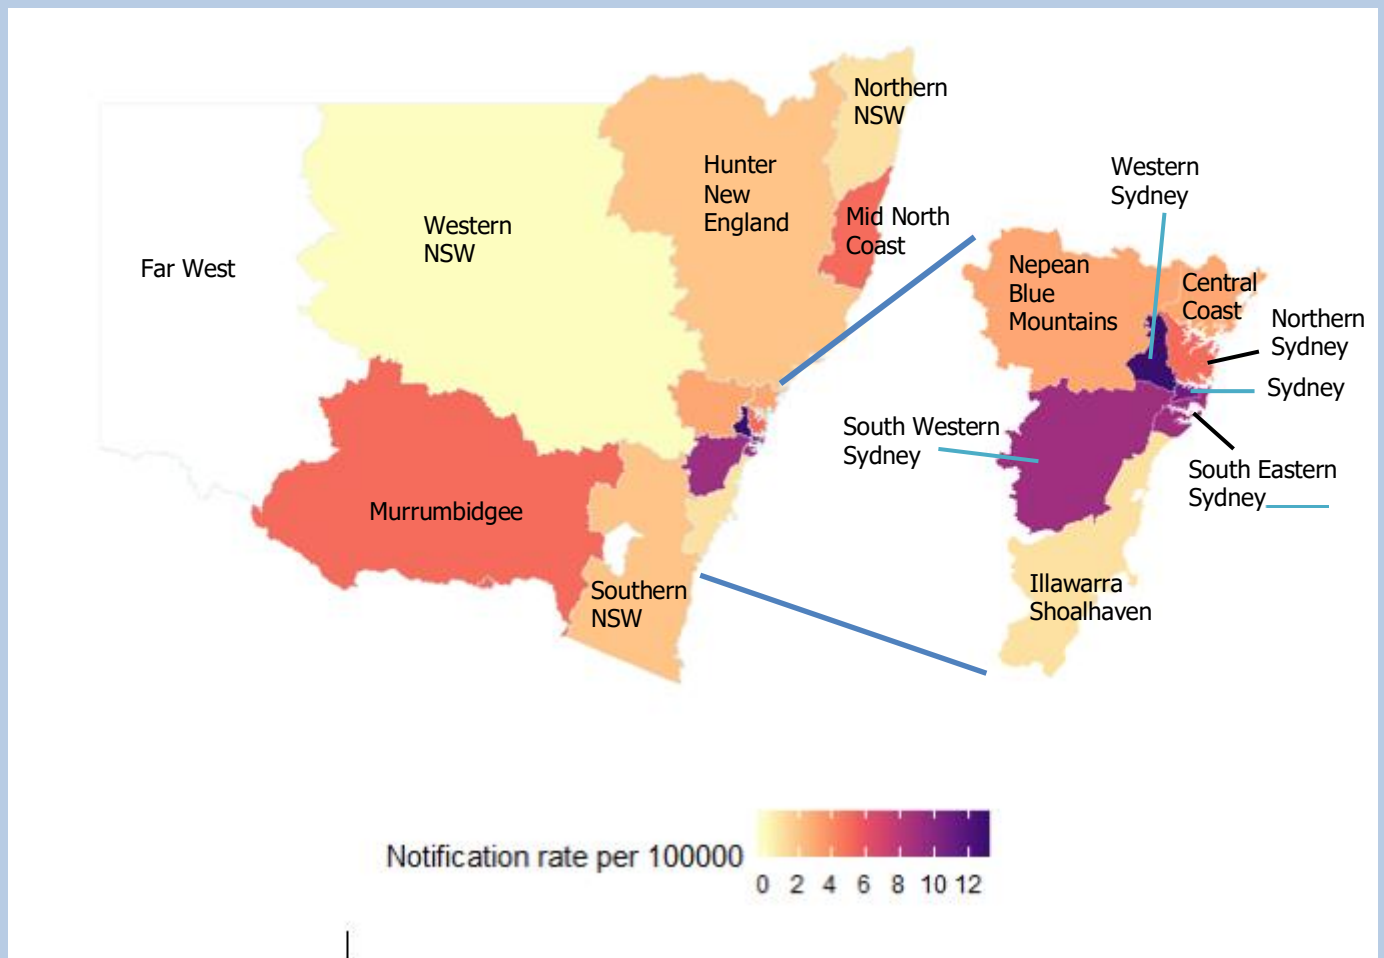 Northern
NSW
Hunter
New
England
Western
Sydney
Western
NSW
Mid North
Coast
Far West
Nepean
Blue
Mountains
Central
Coast
Northern
Sydney
Sydney
South Western
Sydney
South Eastern
Sydney
Murrumbidgee
Southern
NSW
Illawarra
Shoalhaven
Notification rate per 100000
0 2 4 6 8 10 12